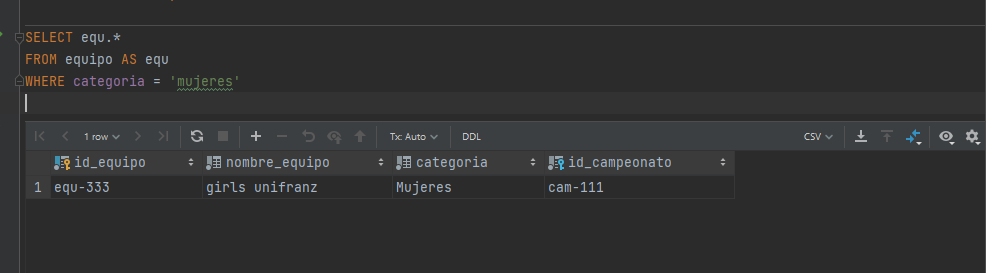 SELECT equ.*
FROM equipo AS equ
WHERE categoria = 'mujeres'
1 row Tx: Auto DDL CSV
id_equipo nombre_equipo categoria id_campeonato
1 equ-333 girls unifranz Mujeres cam-111